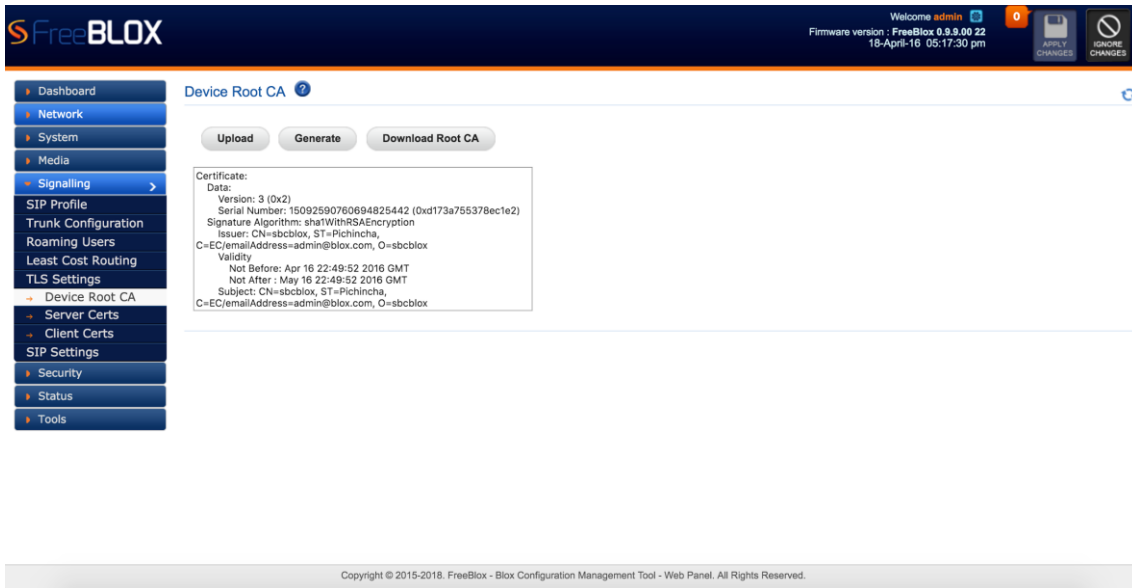 FreeBLOX
Welcome admin
Firmware version : FreeBlox 0.9.9.00 22
18-April-16 05:17:30 pm
0
APPLY
CHANGES
IGNORE
CHANGES
Dashboard
Network
System
Media
Signalling
SIP Profile
Trunk Configuration
Roaming Users
Least Cost Routing
TLS Settings
Device Root CA
Server Certs
Client Certs
SIP Settings
Security
Status
Tools
Device Root CA ?
Upload Generate Download Root CA
Certificate:
Data:
Version: 3 (0x2)
Serial Number: 15092590760694825442 (0xd173a755378ec1e2)
Signature Algorithm: sha1WithRSAEncryption
Issuer: CN=sbcblox, ST=Pichincha,
C=EC/emailAddress=admin@blox.com, O=sbcblox
Validity
Not Before: Apr 16 22:49:52 2016 GMT
Not After : May 16 22:49:52 2016 GMT
Subject: CN=sbcblox, ST=Pichincha,
C=EC/emailAddress=admin@blox.com, O=sbcblox
Copyright © 2015-2018. FreeBlox - Blox Configuration Management Tool - Web Panel. All Rights Reserved.